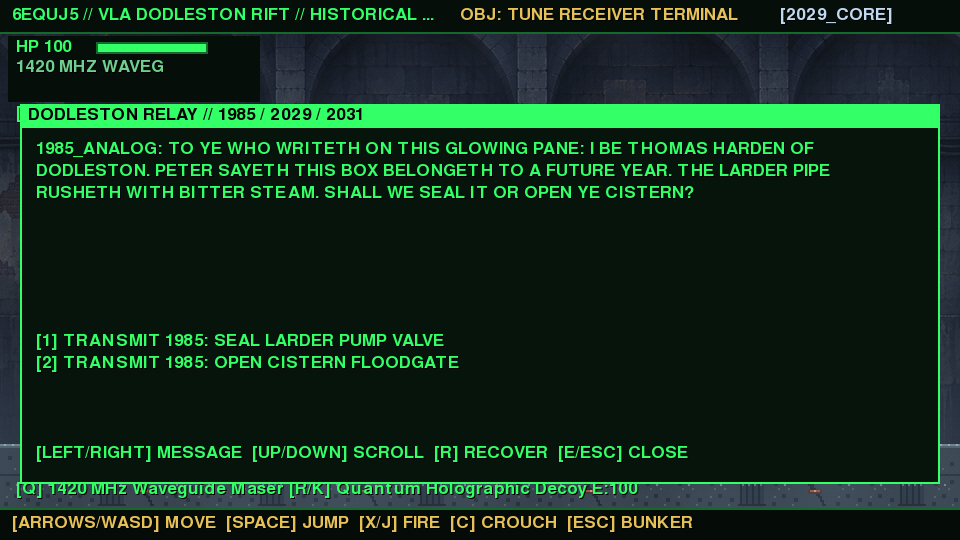 6EQUJ5 // VLA DODLESTON RIFT // HISTORICAL ... OBJ: TUNE RECEIVER TERMINAL [2029_CORE]
HP 100
1420 MHZ WAVEG
DODLESTON RELAY // 1985 / 2029 / 2031
1985_ANALOG: TO YE WHO WRITETH ON THIS GLOWING PANE: I BE THOMAS HARDEN OF
DODLESTON. PETER SAYETH THIS BOX BELONGETH TO A FUTURE YEAR. THE LARDER PIPE
RUSHETH WITH BITTER STEAM. SHALL WE SEAL IT OR OPEN YE CISTERN?
[1] TRANSMIT 1985: SEAL LARDER PUMP VALVE
[2] TRANSMIT 1985: OPEN CISTERN FLOODGATE
[LEFT/RIGHT] MESSAGE [UP/DOWN] SCROLL [R] RECOVER [E/ESC] CLOSE
[Q] 1420 MHz Waveguide Maser [R/K] Quantum Holographic Decoy E:100
[ARROWS/WASD] MOVE [SPACE] JUMP [X/J] FIRE [C] CROUCH [ESC] BUNKER